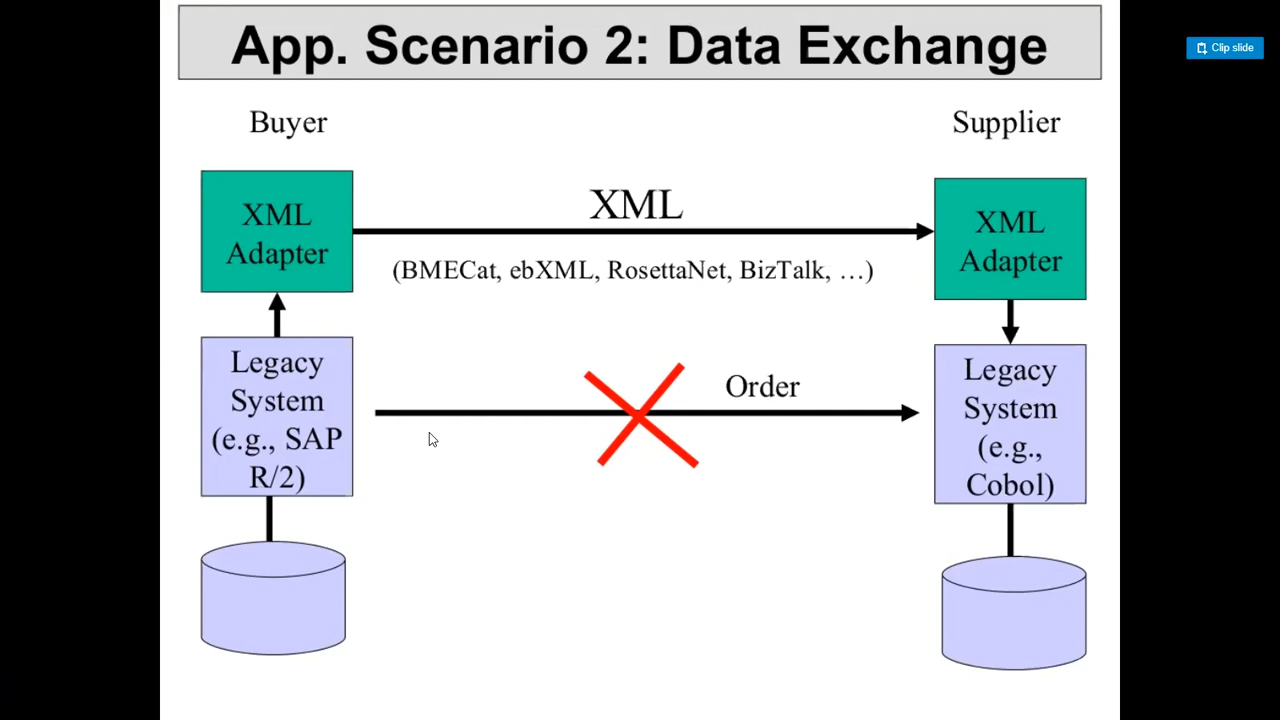 App. Scenario 2: Data Exchange
Clip slide
Buyer
Supplier
XML
Adapter
XML
(BMECat, ebXML, RosettaNet, BizTalk, …)
XML
Adapter
Legacy
System
(e.g., SAP
R/2)
Order
Legacy
System
(e.g.,
Cobol)